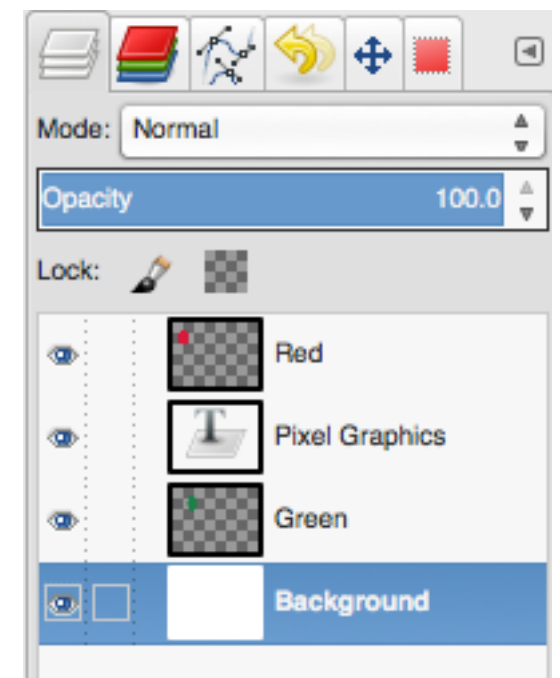 Mode: Normal
Opacity 100.0
Lock:
Red
T
Pixel Graphics
Green
Background